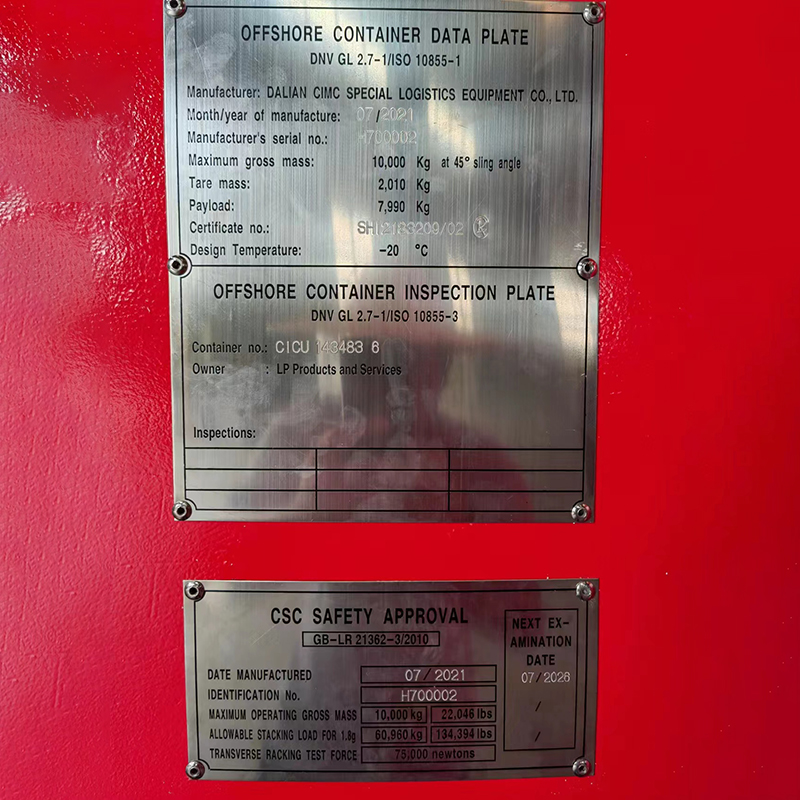 OFFSHORE CONTAINER DATA PLATE
DNV GL 2.7-1/ISO 10855-1
Manufacturer: DALIAN CIMC SPECIAL LOGISTICS EQUIPMENT CO., LTD.
Month/year of manufacture: 07/2021
Manufacturer's serial no.: H700002
Maximum gross mass: 10,000 Kg at 45° sling angle
Tare mass: 2,010 Kg
Payload: 7,990 Kg
Certificate no.: SHI2183209/02
Design Temperature: -20 °C
OFFSHORE CONTAINER INSPECTION PLATE
DNV GL 2.7-1/ISO 10855-3
Container no.: CICU 143483 6
Owner : LP Products and Services
Inspections:
CSC SAFETY APPROVAL
GB-LR 21362-3/2010
DATE MANUFACTURED 07/2021
IDENTIFICATION No. H700002
MAXIMUM OPERATING GROSS MASS 10,000 kg 22,046 lbs
ALLOWABLE STACKING LOAD FOR 1.8g 60,960 kg 134,394 lbs
TRANSVERSE RACKING TEST FORCE 75,000 newtons
NEXT EX-
AMINATION
DATE
07/2026
/
/